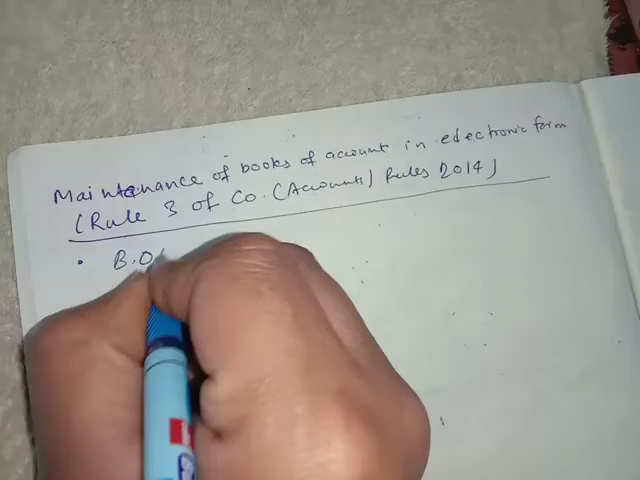 Maintenance of books of account in electronic form
(Rule 3 of Co. (Accounts) Rules 2014)
• B.O